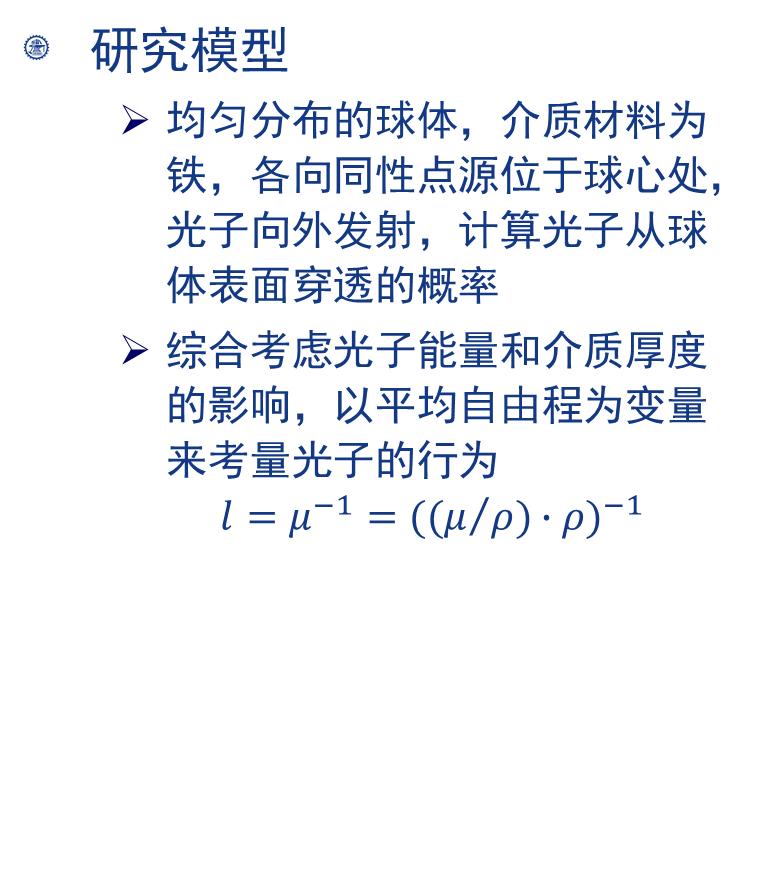 研究模型
均匀分布的球体，介质材料为
铁，各向同性点源位于球心处，
光子向外发射，计算光子从球
体表面穿透的概率
综合考虑光子能量和介质厚度
的影响，以平均自由程为变量
来考量光子的行为
𝑙 = 𝜇⁻¹ = ((𝜇/𝜌) · 𝜌)⁻¹